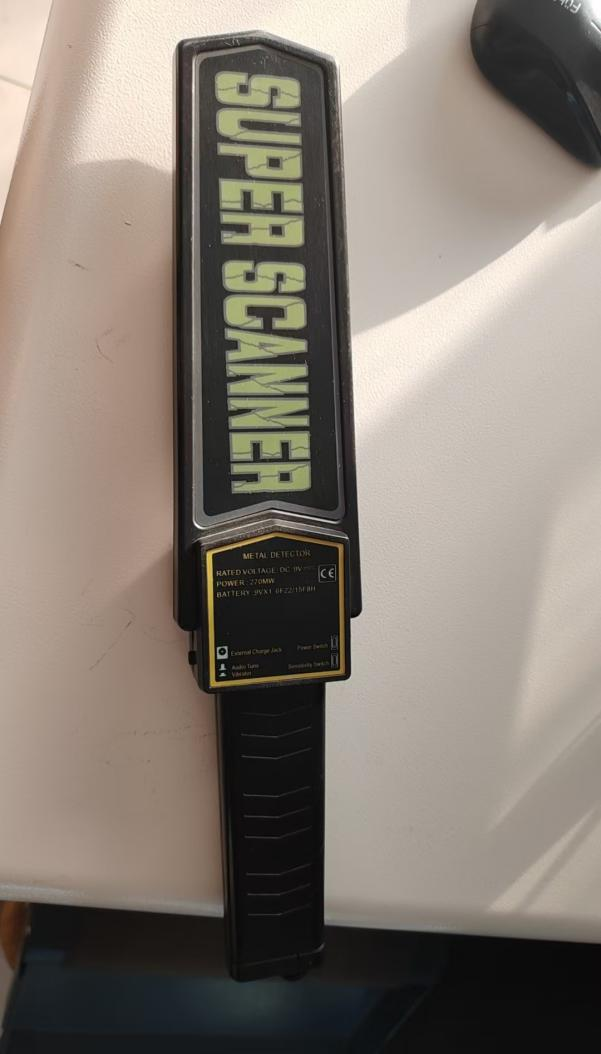 SUPER SCANNER
METAL DETECTOR
RATED VOLTAGE: DC 9V
POWER: 270MW
BATTERY:9VX1 6F22/15F8H
CE
External Charge Jack
Power Switch
Audio Tune
Vibrator
Sensitivity Switch